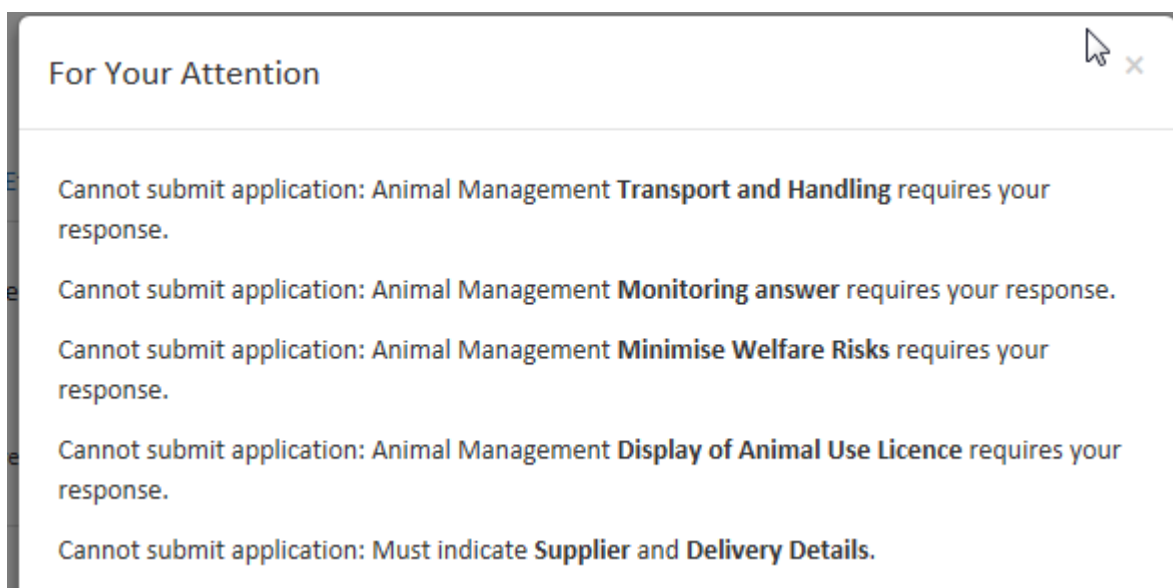 For Your Attention
×
Cannot submit application: Animal Management Transport and Handling requires your
response.
Cannot submit application: Animal Management Monitoring answer requires your response.
Cannot submit application: Animal Management Minimise Welfare Risks requires your
response.
Cannot submit application: Animal Management Display of Animal Use Licence requires your
response.
Cannot submit application: Must indicate Supplier and Delivery Details.